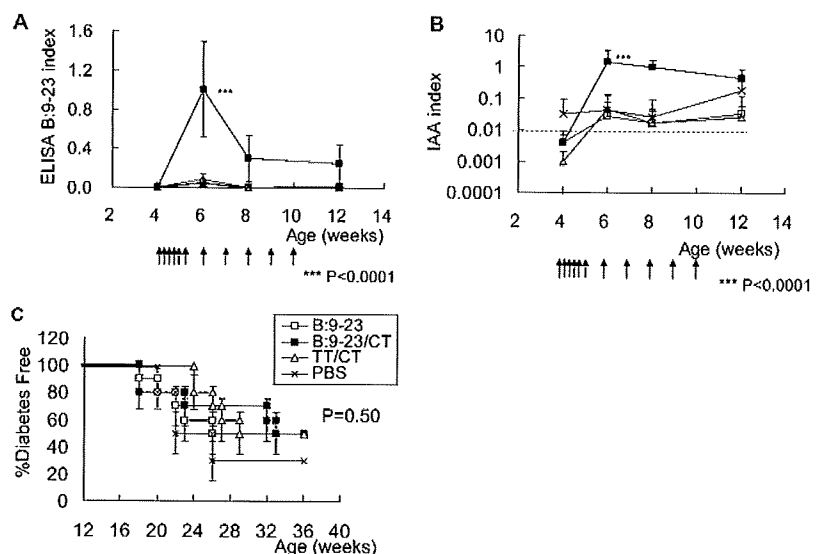 A
ELISA B:9-23 index
1.6
1.2
0.8
0.4
0.0
2 4 6 8 10 12 14
Age (weeks)
*** 
*** P<0.0001
B
IAA index
10
1
0.1
0.01
0.001
0.0001
2 4 6 8 10 12 14
Age (weeks)
***
*** P<0.0001
C
%Diabetes Free
120
100
80
60
40
20
0
12 16 20 24 28 32 36 40
Age (weeks)
B:9-23
B:9-23/CT
TT/CT
PBS
P=0.50